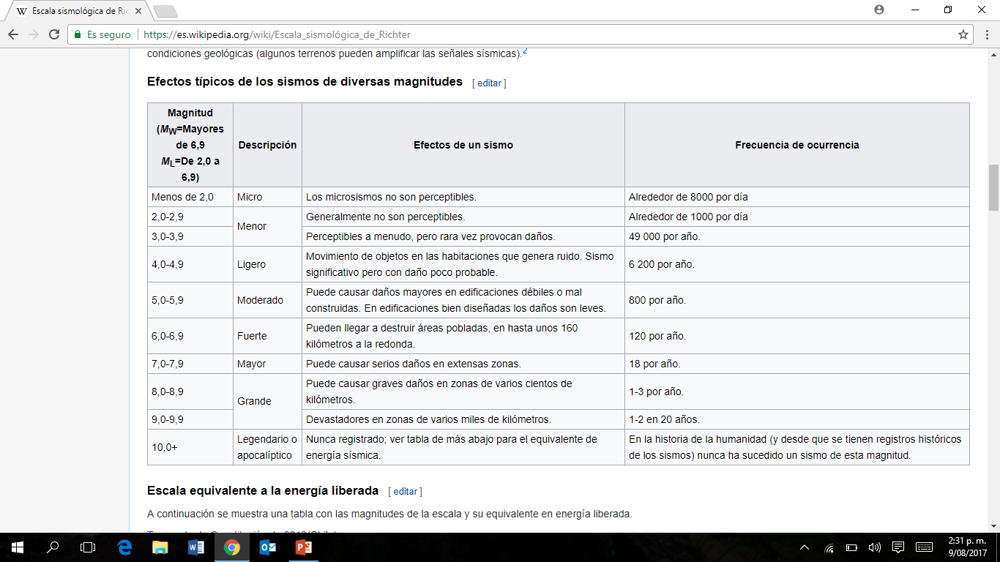 Escala sismológica de Ric
Es seguro
https://es.wikipedia.org/wiki/Escala_sismológica_de_Richter
condiciones geológicas (algunos terrenos pueden amplificar las señales sísmicas).2
Efectos típicos de los sismos de diversas magnitudes [ editar ]
Magnitud
(MW=Mayores
de 6,9
ML=De 2,0 a
6,9)
Descripción
Efectos de un sismo
Frecuencia de ocurrencia
Menos de 2,0
Micro
Los microsismos no son perceptibles.
Alrededor de 8000 por día
2,0-2,9
Menor
Generalmente no son perceptibles.
Alrededor de 1000 por día
3,0-3,9
Perceptibles a menudo, pero rara vez provocan daños.
49 000 por año.
4,0-4,9
Ligero
Movimiento de objetos en las habitaciones que genera ruido. Sismo
significativo pero con daño poco probable.
6 200 por año.
5,0-5,9
Moderado
Puede causar daños mayores en edificaciones débiles o mal
construidas. En edificaciones bien diseñadas los daños son leves.
800 por año.
6,0-6,9
Fuerte
Pueden llegar a destruir áreas pobladas, en hasta unos 160
kilómetros a la redonda.
120 por año.
7,0-7,9
Mayor
Puede causar serios daños en extensas zonas.
18 por año.
8,0-8,9
Grande
Puede causar graves daños en zonas de varios cientos de
kilómetros.
1-3 por año.
9,0-9,9
Devastadores en zonas de varios miles de kilómetros.
1-2 en 20 años.
10,0+
Legendario o
apocalíptico
Nunca registrado; ver tabla de más abajo para el equivalente de
energía sísmica.
En la historia de la humanidad (y desde que se tienen registros históricos
de los sismos) nunca ha sucedido un sismo de esta magnitud.
Escala equivalente a la energía liberada [ editar ]
A continuación se muestra una tabla con las magnitudes de la escala y su equivalente en energía liberada.
2:31 p. m.
9/08/2017